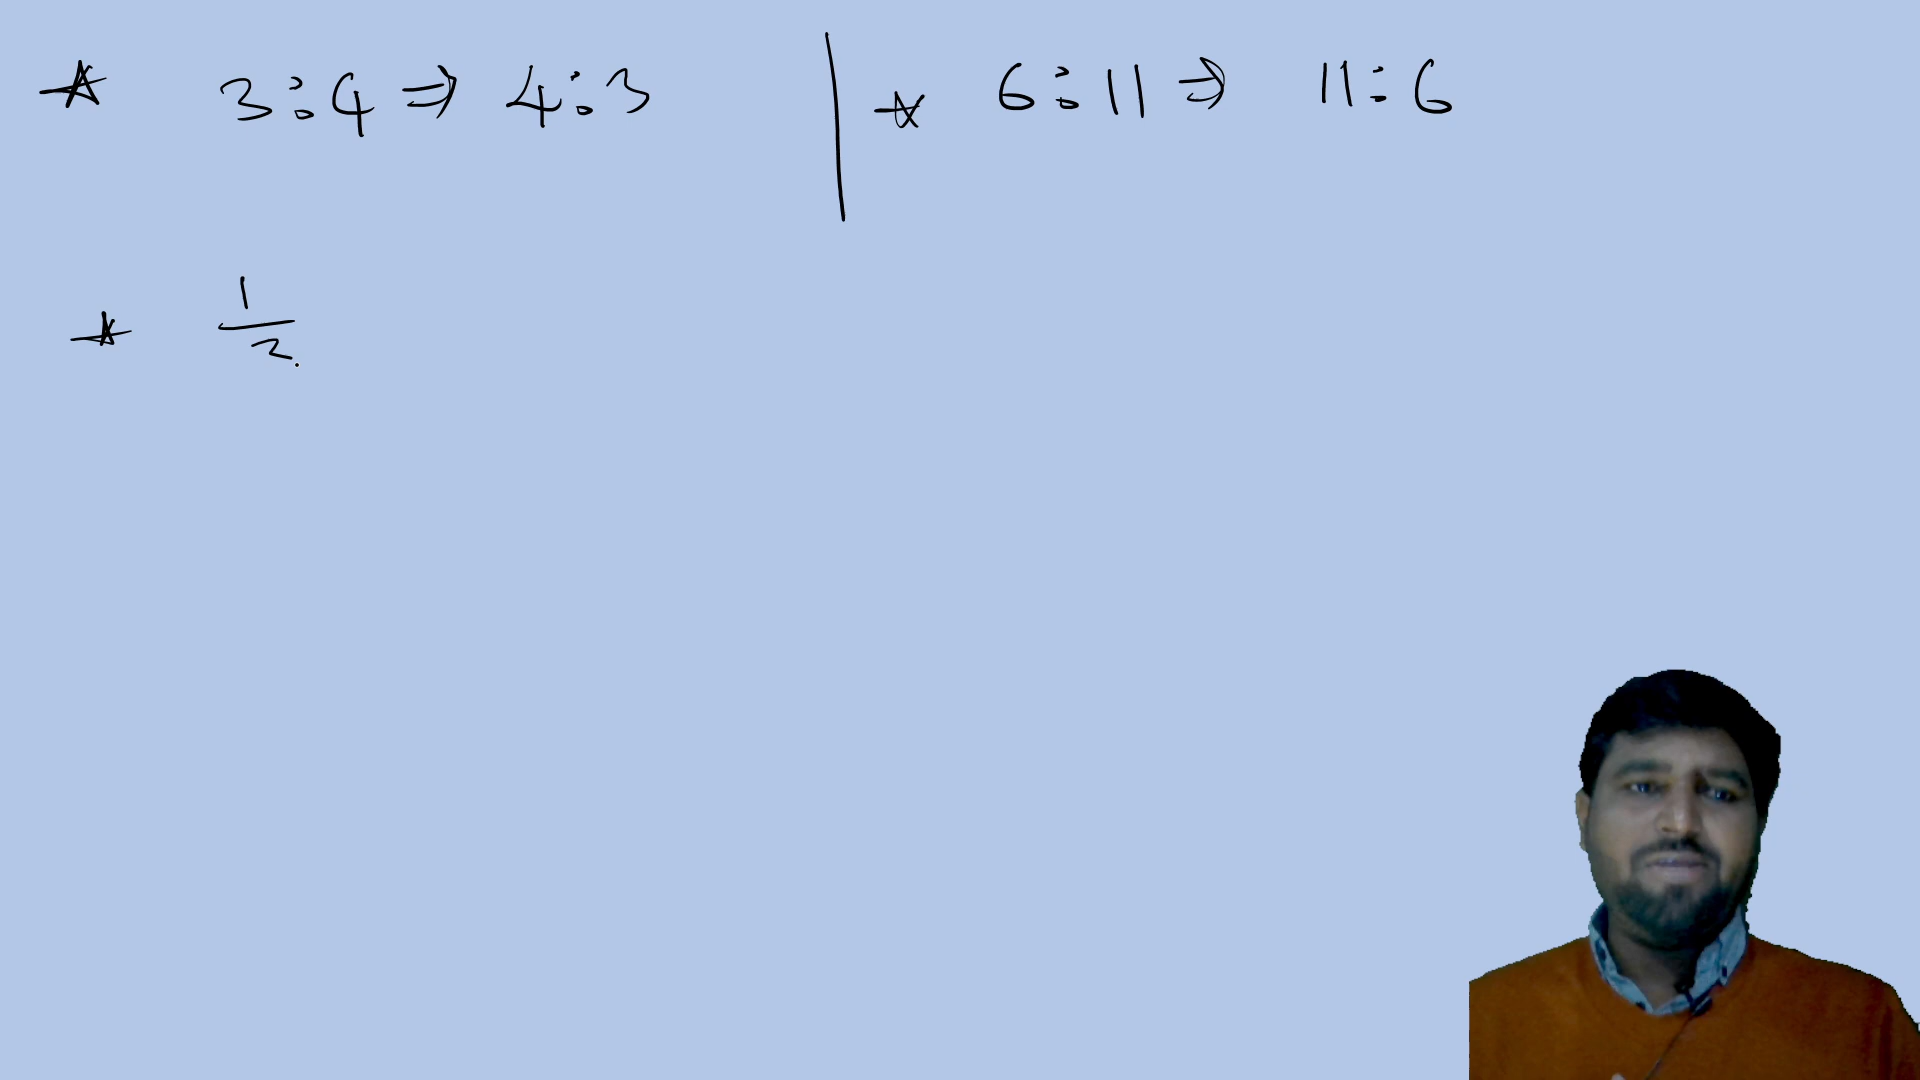 ☆ 3:4 ⇒ 4:3
☆ 6:11 ⇒ 11:6
☆ 1/2